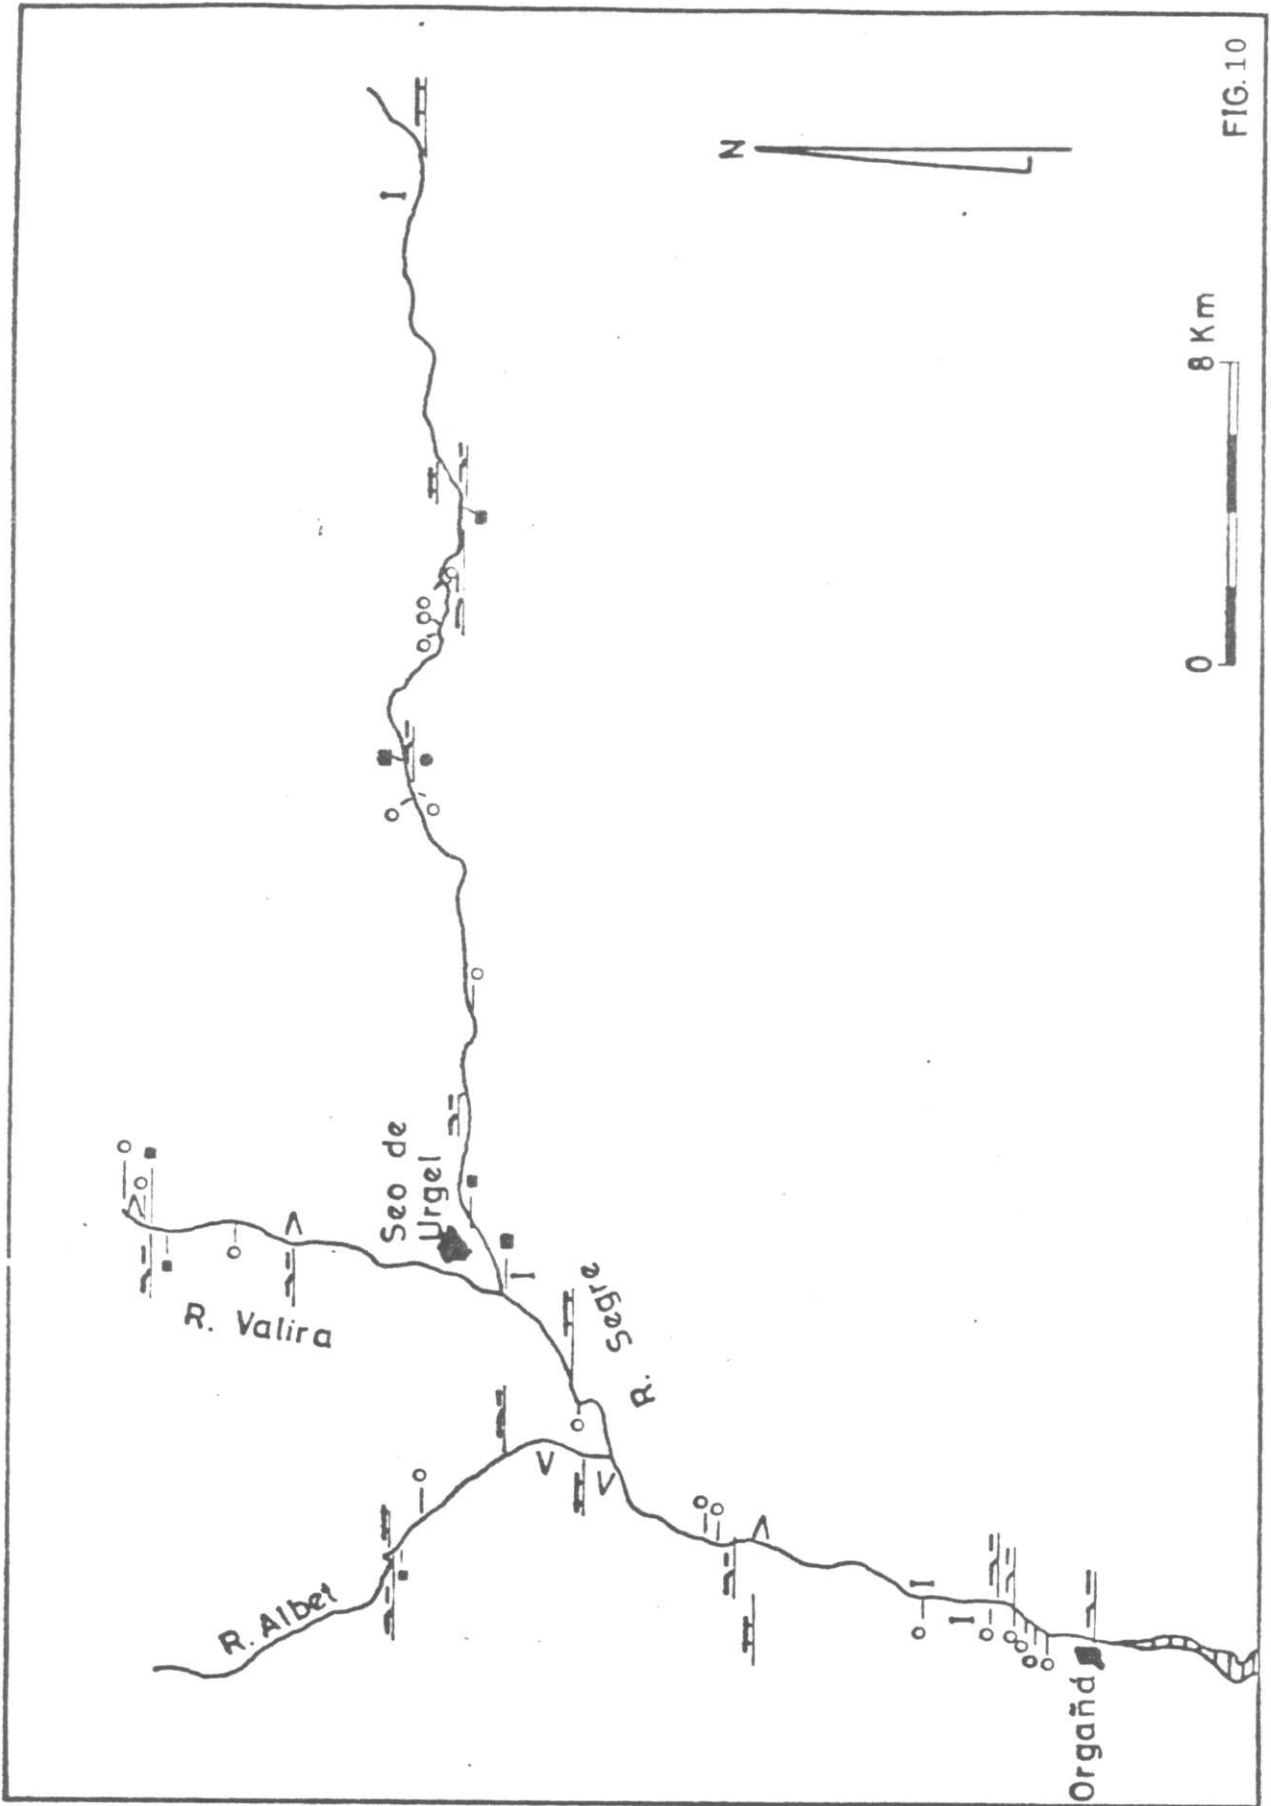 R. Valira
Seo de
Urgel
R. Segre
R. Albet
Orgañá
N
0
8 Km
FIG. 10